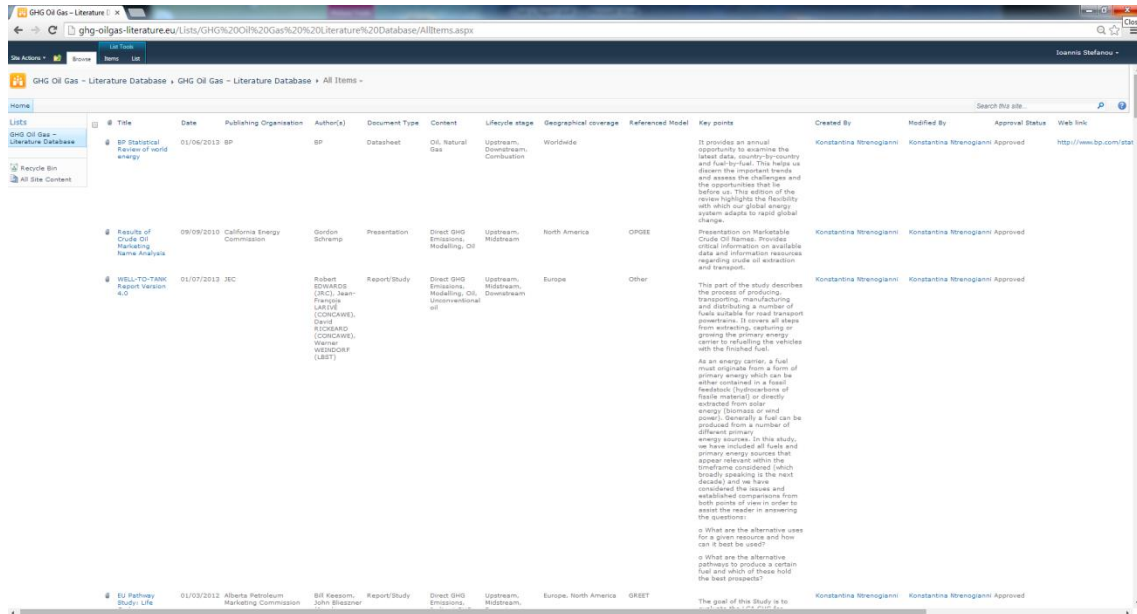 GHG Oil Gas – Literature D ×
Clos
ghg-oilgas-literature.eu/Lists/GHG%20Oil%20Gas%20%20Literature%20Database/AllItems.aspx
List Tools
Site Actions Browse Items List
Ioannis Stefanou
GHG Oil Gas – Literature Database › GHG Oil Gas – Literature Database › All Items
Home
Search this site...
Lists
GHG Oil Gas –
Literature Database
Recycle Bin
All Site Content
Title Date Publishing Organisation Author(s) Document Type Content Lifecycle stage Geographical coverage Referenced Model Key points Created By Modified By Approval Status Web link
BP Statistical
Review of world
energy
01/06/2013 BP
BP
Datasheet
Oil, Natural
Gas
Upstream,
Downstream,
Combustion
Worldwide
It provides an annual
opportunity to examine the
latest data, country-by-country
and fuel-by-fuel. This helps us
discern the important trends
and assess the challenges and
the opportunities that lie
before us. This edition of the
review highlights the flexibility
with which our global energy
system adapts to rapid global
change.
Konstantina Ntrenogianni
Konstantina Ntrenogianni Approved
http://www.bp.com/stat
Results of
Crude Oil
Marketing
Name Analysis
09/09/2010
California Energy
Commission
Gordon
Schremp
Presentation
Direct GHG
Emissions,
Modelling, Oil
Upstream,
Midstream
North America
OPGEE
Presentation on Marketable
Crude Oil Names. Provides
critical information on available
data and information resources
regarding crude oil extraction
and transport.
Konstantina Ntrenogianni
Konstantina Ntrenogianni Approved
WELL-TO-TANK
Report Version
4.0
01/07/2013 JEC
Robert
EDWARDS
(JRC), Jean-
François
LARIVÉ
(CONCAWE),
David
RICKEARD
(CONCAWE),
Werner
WEINDORF
(LBST)
Report/Study
Direct GHG
Emissions,
Modelling, Oil,
Unconventional
oil
Upstream,
Midstream,
Downstream
Europe
Other
This part of the study describes
the process of producing,
transporting, manufacturing
and distributing a number of
fuels suitable for road transport
powertrains. It covers all steps
from extracting, capturing or
growing the primary energy
carrier to refuelling the vehicles
with the finished fuel.
As an energy carrier, a fuel
must originate from a form of
primary energy which can be
either contained in a fossil
feedstock (hydrocarbons of
fissile material) or directly
extracted from solar
energy (biomass or wind
power). Generally a fuel can be
produced from a number of
different primary
energy sources. In this study,
we have included all fuels and
primary energy sources that
appear relevant within the
timeframe considered (which
broadly speaking is the next
decade) and we have
considered the issues and
established comparisons from
both points of view in order to
assist the reader in answering
the questions:
o What are the alternative uses
for a given resource and how
can it best be used?
o What are the alternative
pathways to produce a certain
fuel and which of these hold
the best prospects?
Konstantina Ntrenogianni
Konstantina Ntrenogianni Approved
EU Pathway
Study: Life
01/03/2012
Alberta Petroleum
Marketing Commission
Bill Keesom,
John Blieszner
Report/Study
Direct GHG
Emissions,
Upstream,
Midstream,
Europe, North America
GREET
The goal of this Study is to
Konstantina Ntrenogianni
Konstantina Ntrenogianni Approved